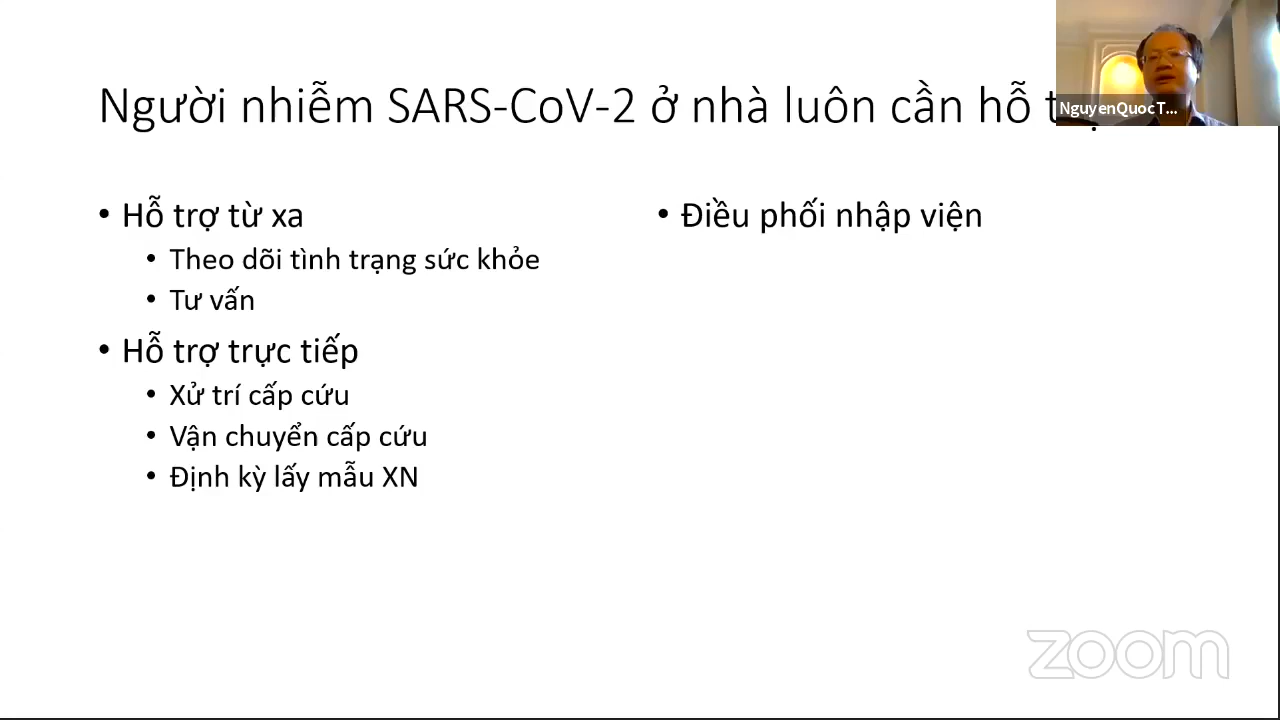 Người nhiễm SARS-CoV-2 ở nhà luôn cần hỗ
NguyenQuocT...
• Hỗ trợ từ xa
• Theo dõi tình trạng sức khỏe
• Tư vấn
• Hỗ trợ trực tiếp
• Xử trí cấp cứu
• Vận chuyển cấp cứu
• Định kỳ lấy mẫu XN
• Điều phối nhập viện
zoom